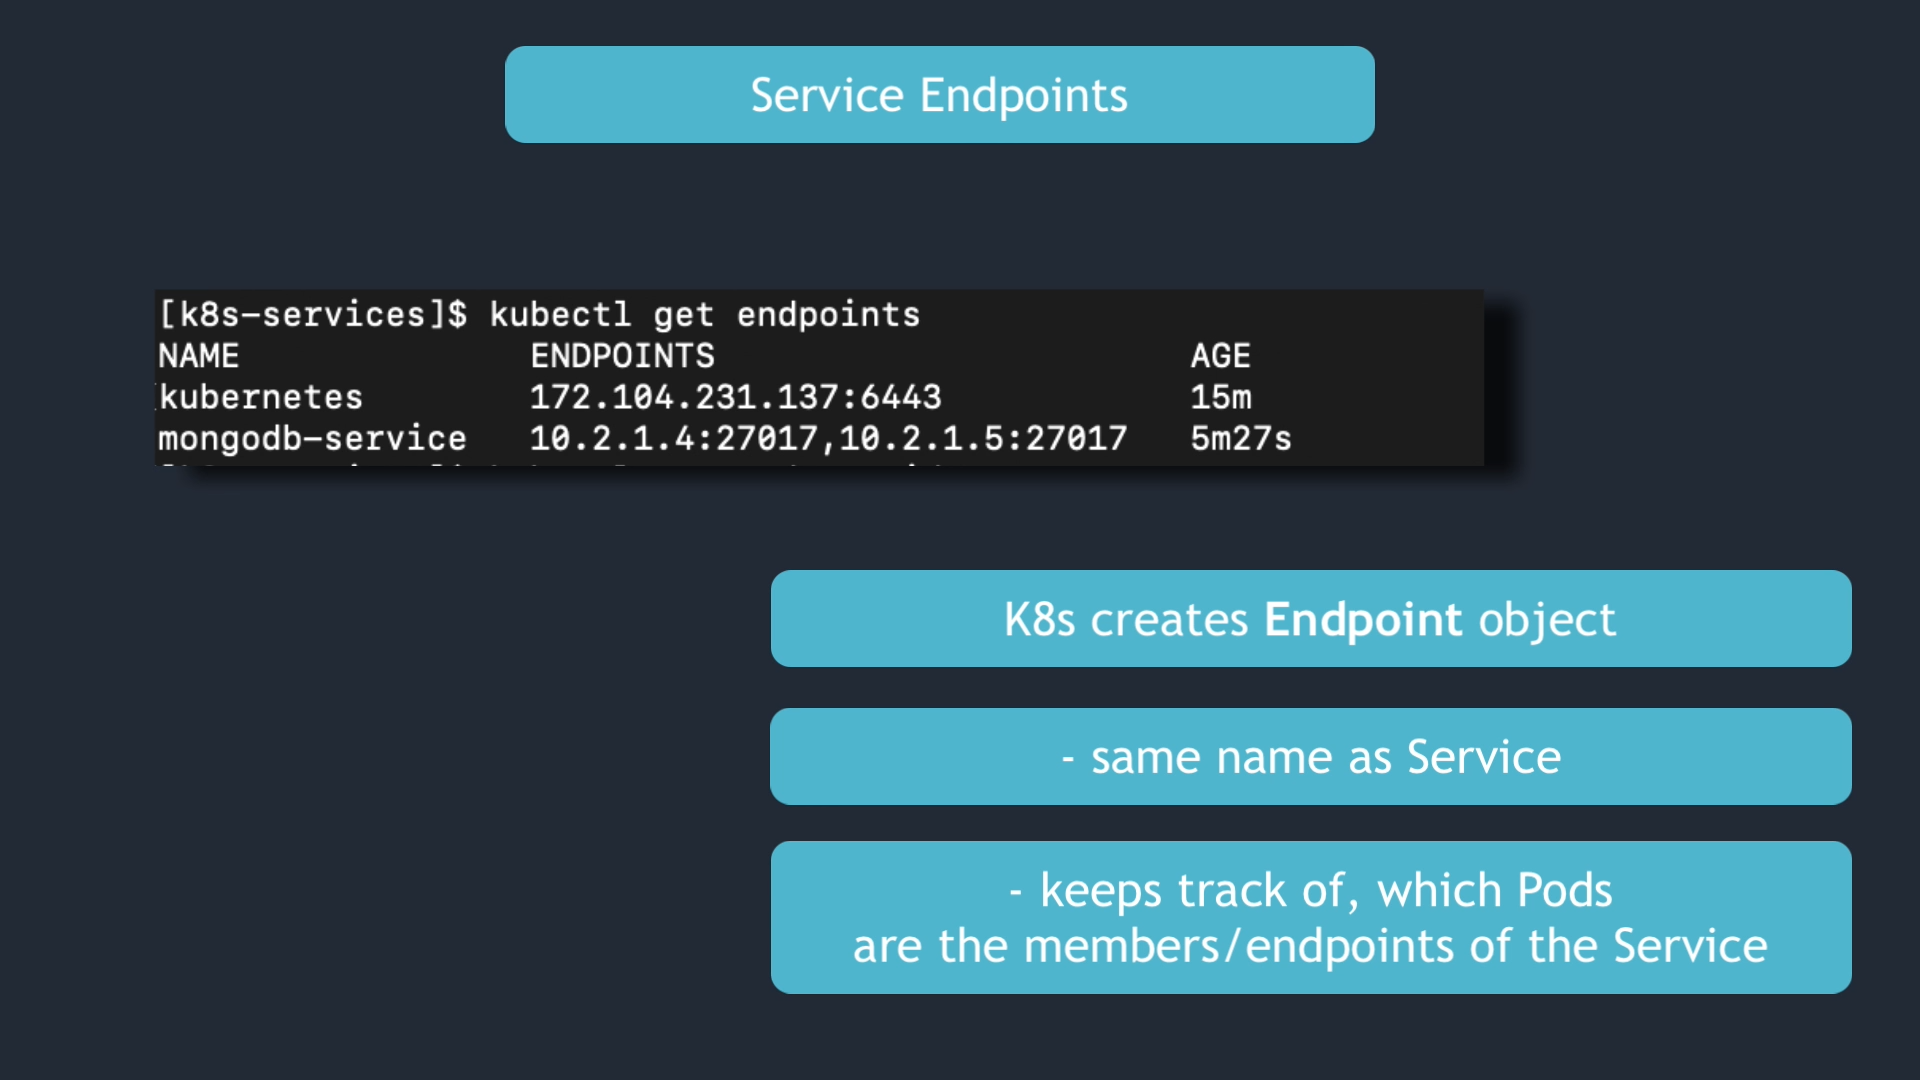 Service Endpoints
[k8s-services]$ kubectl get endpoints
NAME ENDPOINTS AGE
kubernetes 172.104.231.137:6443 15m
mongodb-service 10.2.1.4:27017,10.2.1.5:27017 5m27s
K8s creates Endpoint object
- same name as Service
- keeps track of, which Pods
are the members/endpoints of the Service